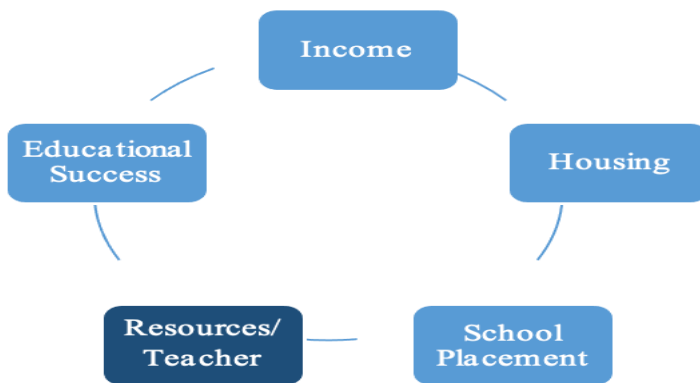 Income
Educational
Success
Housing
Resources/
Teacher
School
Placement